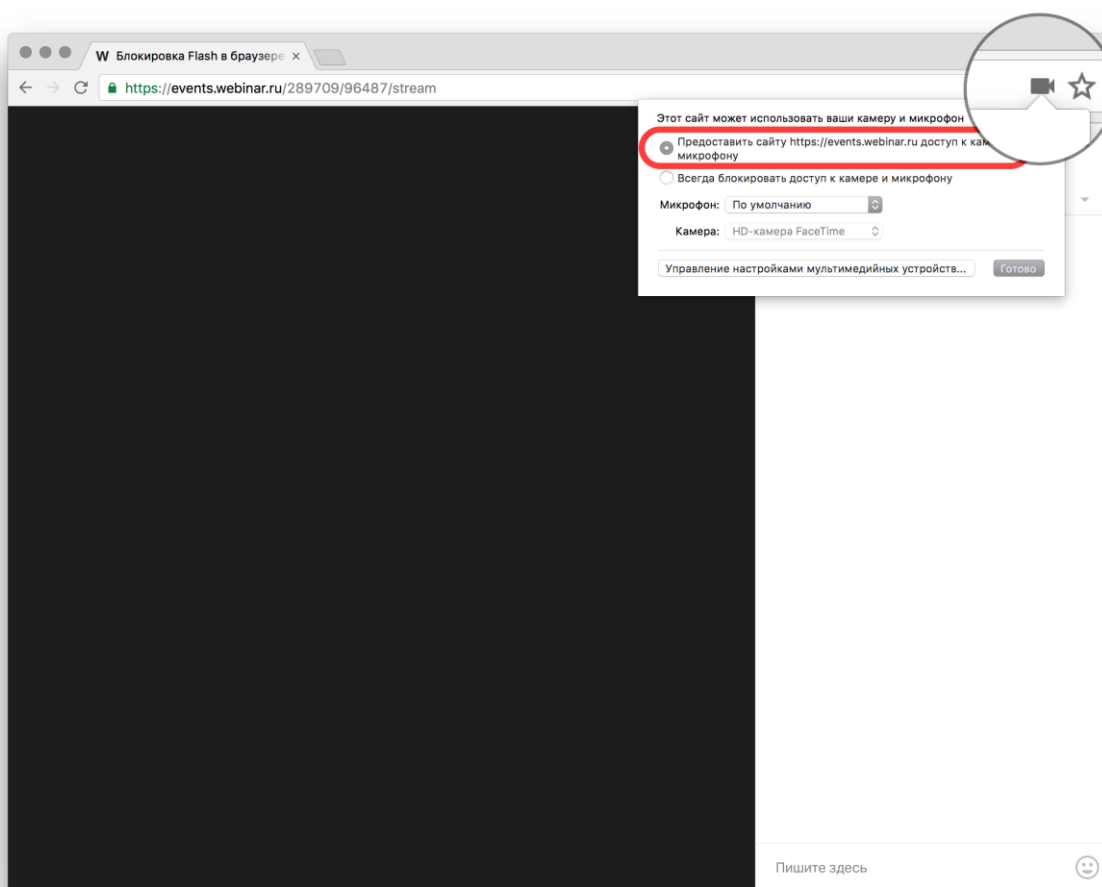 W Блокировка Flash в браузере
https://events.webinar.ru/289709/96487/stream
Этот сайт может использовать ваши камеру и микрофон
Предоставить сайту https://events.webinar.ru доступ к
микрофону
Всегда блокировать доступ к камере и микрофону
Микрофон: По умолчанию
Камера: HD-камера FaceTime
Управление настройками мультимедийных устройств... Готово
Пишите здесь